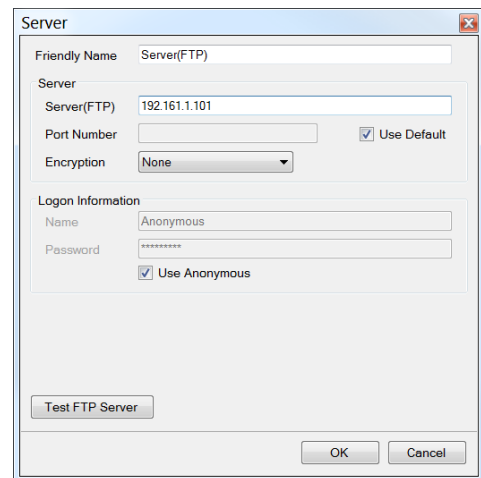 Server
Friendly Name Server(FTP)
Server
Server(FTP) 192.161.1.101
Port Number Use Default
Encryption None
Logon Information
Name Anonymous
Password *********
Use Anonymous
Test FTP Server
OK Cancel